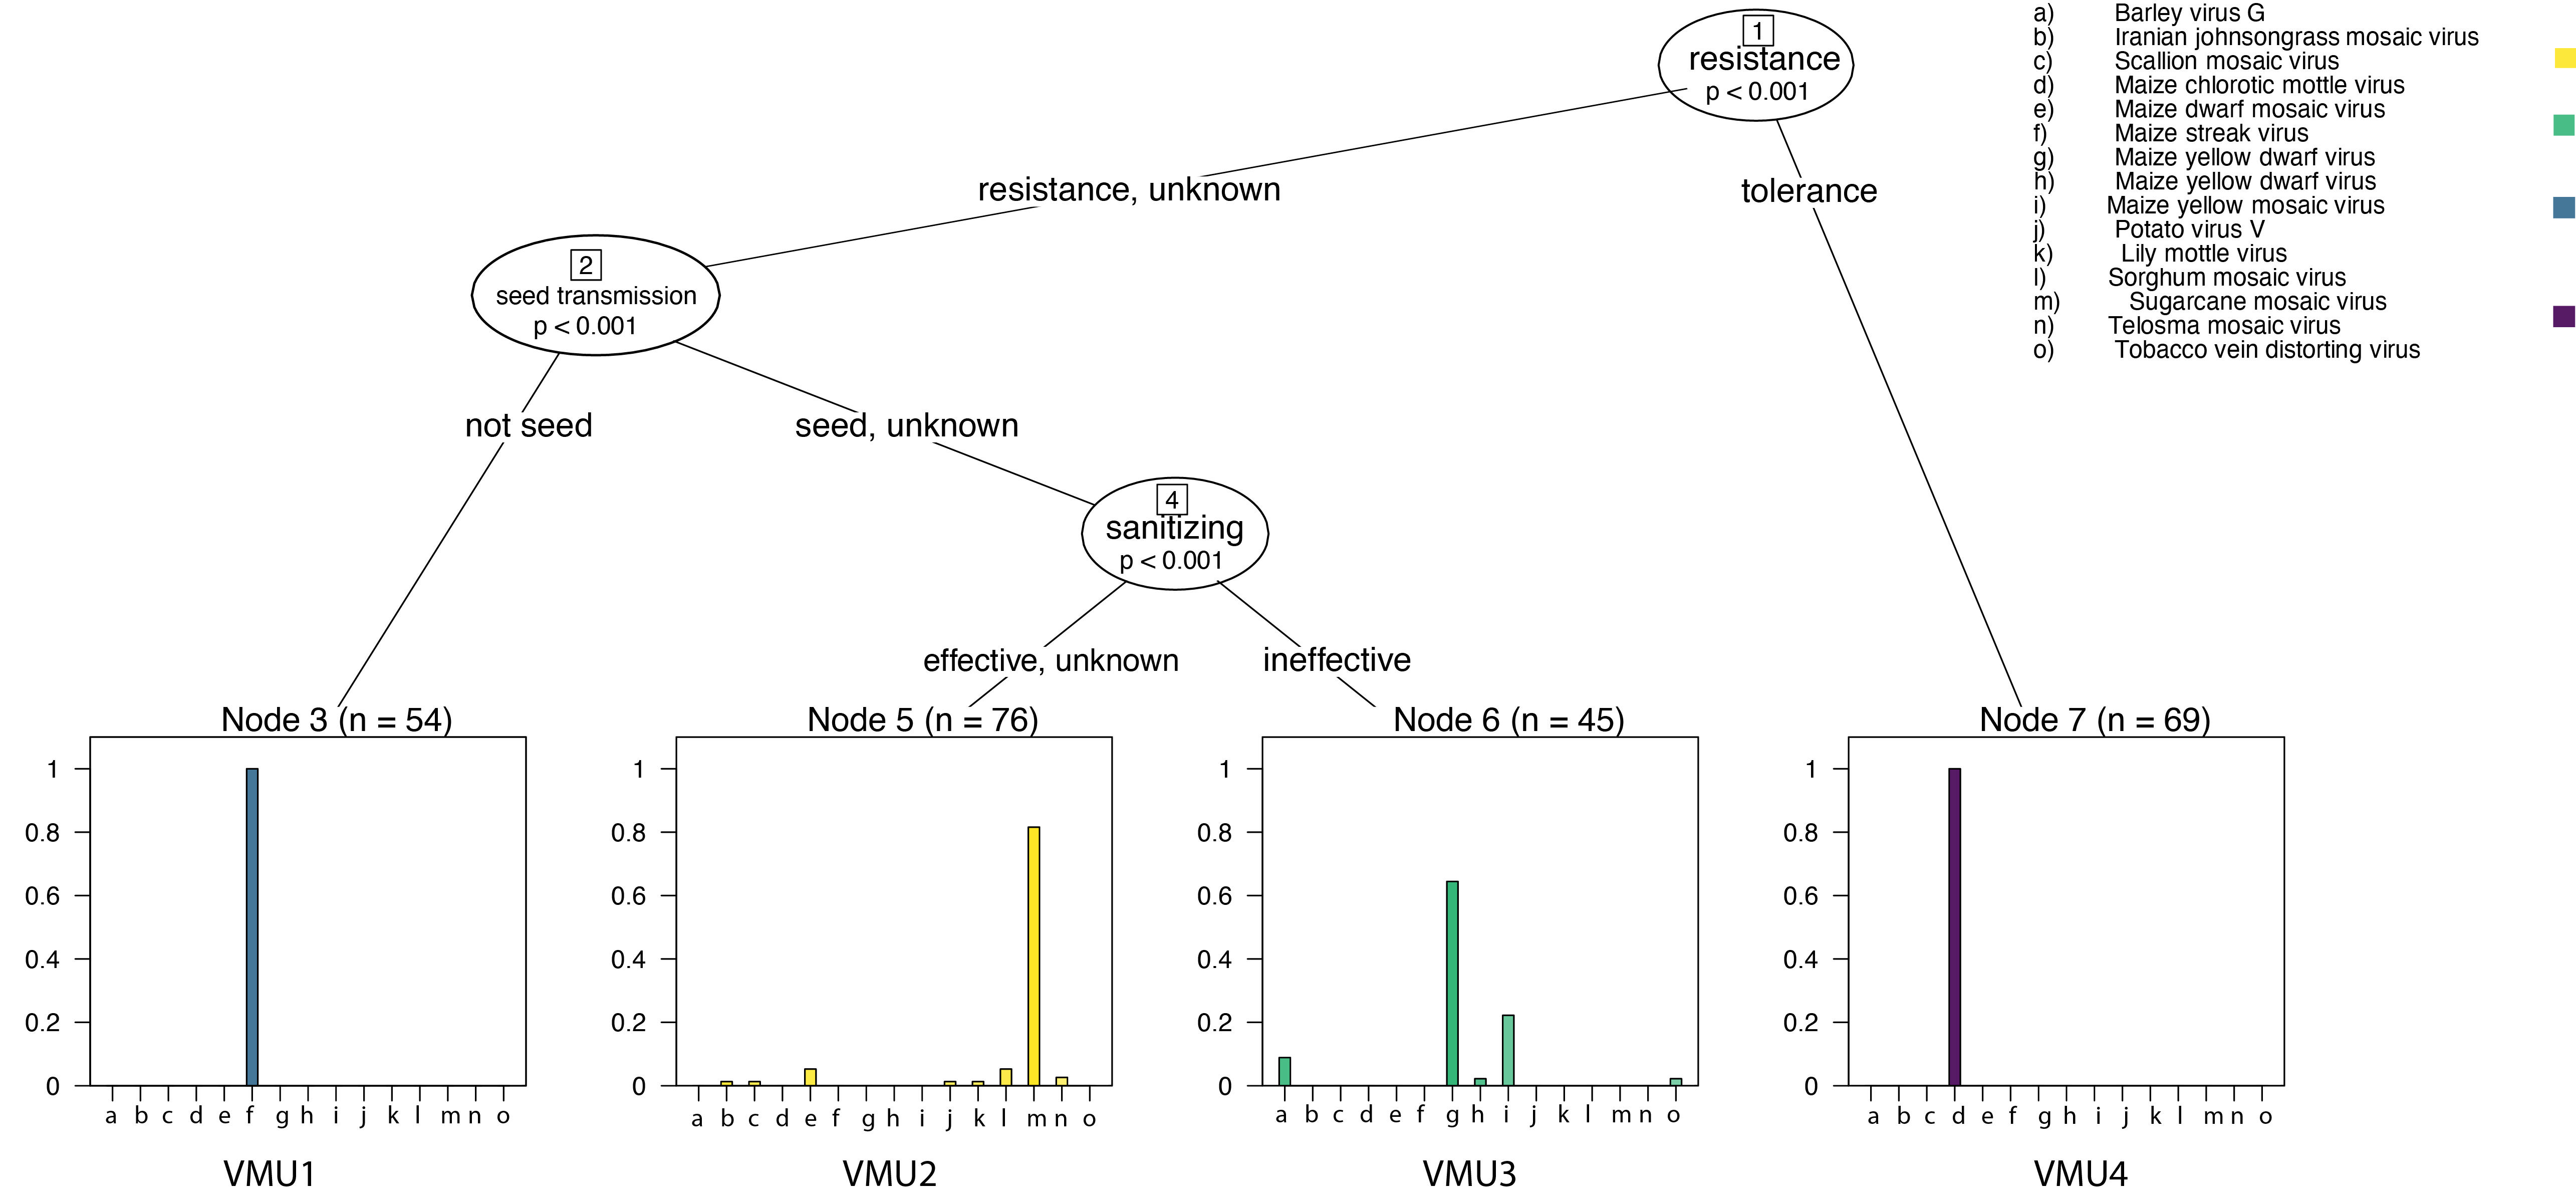 1
resistance
p < 0.001
a) Barley virus G
b) Iranian johnsongrass mosaic virus
c) Scallion mosaic virus
d) Maize chlorotic mottle virus
e) Maize dwarf mosaic virus
f) Maize streak virus
g) Maize yellow dwarf virus
h) Maize yellow dwarf virus
i) Maize yellow mosaic virus
j) Potato virus V
k) Lily mottle virus
l) Sorghum mosaic virus
m) Sugarcane mosaic virus
n) Telosma mosaic virus
o) Tobacco vein distorting virus
resistance, unknown
tolerance
2
seed transmission
p < 0.001
not seed
seed, unknown
4
sanitizing
p < 0.001
effective, unknown
ineffective
Node 3 (n = 54)
1
0.8
0.6
0.4
0.2
0
a b c d e f g h i j k l m n o
VMU1
Node 5 (n = 76)
1
0.8
0.6
0.4
0.2
0
a b c d e f g h i j k l m n o
VMU2
Node 6 (n = 45)
1
0.8
0.6
0.4
0.2
0
a b c d e f g h i j k l m n o
VMU3
Node 7 (n = 69)
1
0.8
0.6
0.4
0.2
0
a b c d e f g h i j k l m n o
VMU4